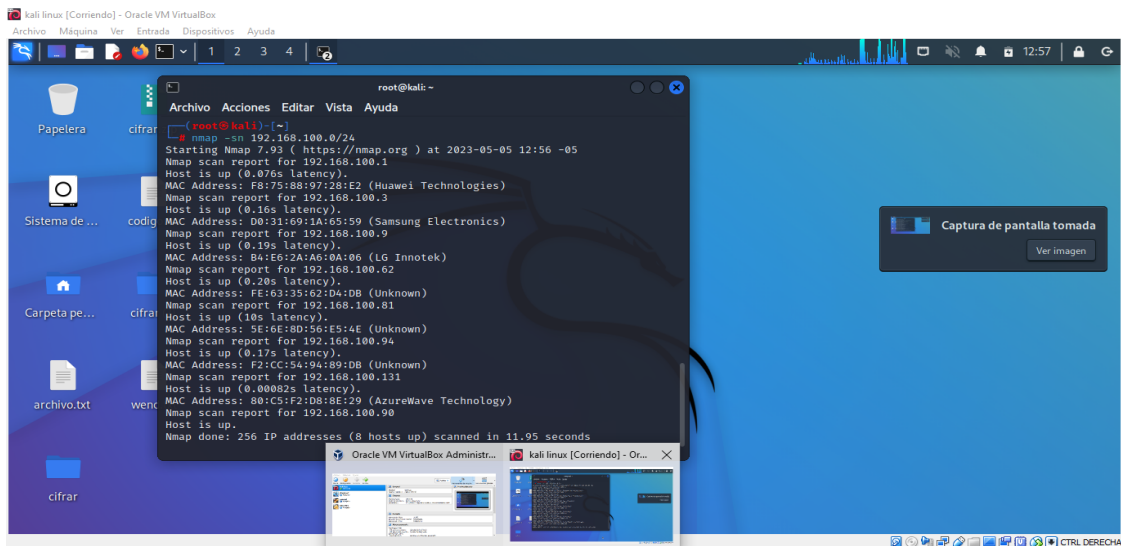 kali linux [Corriendo] - Oracle VM VirtualBox
Archivo Máquina Ver Entrada Dispositivos Ayuda
1 2 3 4
12:57
Papelera
cifrar
Sistema de ...
codig
Carpeta pe...
cifrar
archivo.txt
wend
cifrar
root@kali: ~
Archivo Acciones Editar Vista Ayuda
(root㉿kali)-[~]
# nmap -sn 192.168.100.0/24
Starting Nmap 7.93 ( https://nmap.org ) at 2023-05-05 12:56 -05
Nmap scan report for 192.168.100.1
Host is up (0.076s latency).
MAC Address: F8:75:88:97:28:E2 (Huawei Technologies)
Nmap scan report for 192.168.100.3
Host is up (0.16s latency).
MAC Address: D0:31:69:1A:65:59 (Samsung Electronics)
Nmap scan report for 192.168.100.9
Host is up (0.19s latency).
MAC Address: B4:E6:2A:A6:0A:06 (LG Innotek)
Nmap scan report for 192.168.100.62
Host is up (0.20s latency).
MAC Address: FE:63:35:62:D4:DB (Unknown)
Nmap scan report for 192.168.100.81
Host is up (10s latency).
MAC Address: 5E:6E:8D:56:E5:4E (Unknown)
Nmap scan report for 192.168.100.94
Host is up (0.17s latency).
MAC Address: F2:CC:54:94:89:DB (Unknown)
Nmap scan report for 192.168.100.131
Host is up (0.00082s latency).
MAC Address: 80:C5:F2:D8:8E:29 (AzureWave Technology)
Nmap scan report for 192.168.100.90
Host is up.
Nmap done: 256 IP addresses (8 hosts up) scanned in 11.95 seconds
Captura de pantalla tomada
Ver imagen
Oracle VM VirtualBox Administr...
kali linux [Corriendo] - Or...
CTRL DERECHA